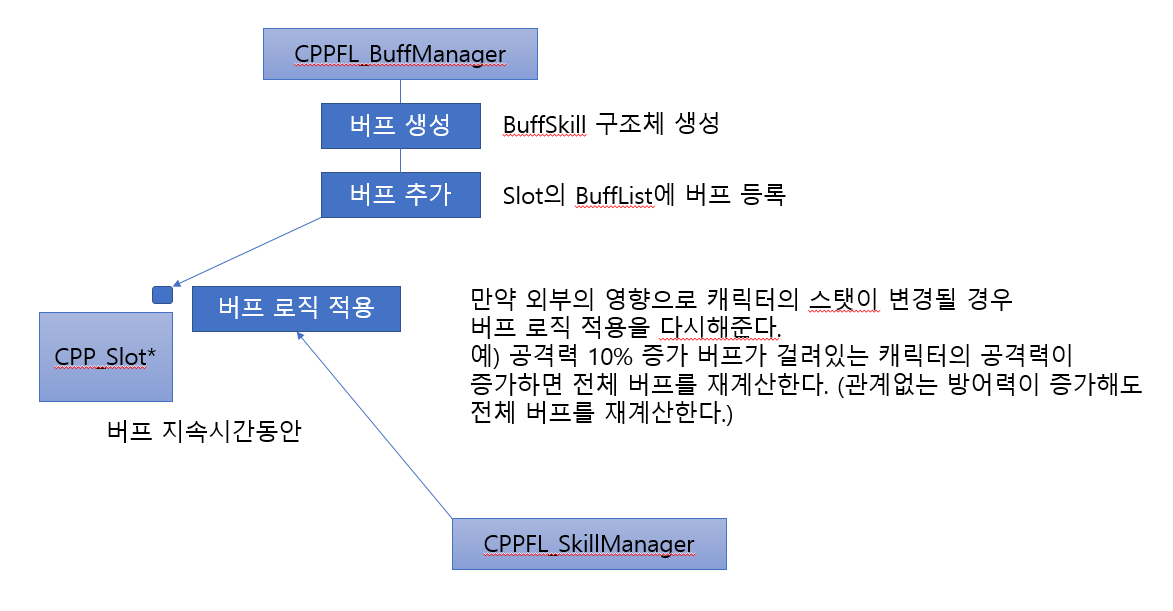 CPPFL_BuffManager
버프 생성
BuffSkill 구조체 생성
버프 추가
Slot의 BuffList에 버프 등록
버프 로직 적용
CPP_Slot*
버프 지속시간동안
만약 외부의 영향으로 캐릭터의 스탯이 변경될 경우
버프 로직 적용을 다시해준다.
예) 공격력 10% 증가 버프가 걸려있는 캐릭터의 공격력이
증가하면 전체 버프를 재계산한다. (관계없는 방어력이 증가해도
전체 버프를 재계산한다.)
CPPFL_SkillManager